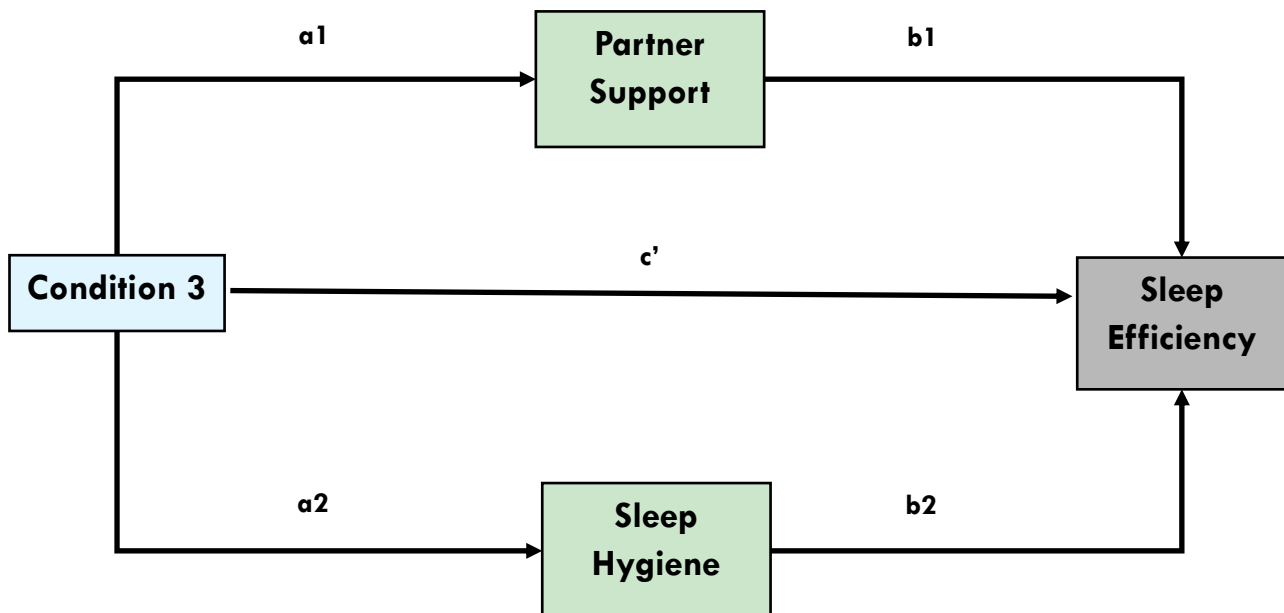 a1
Partner
Support
b1
Condition 3
c’
Sleep
Efficiency
a2
Sleep
Hygiene
b2